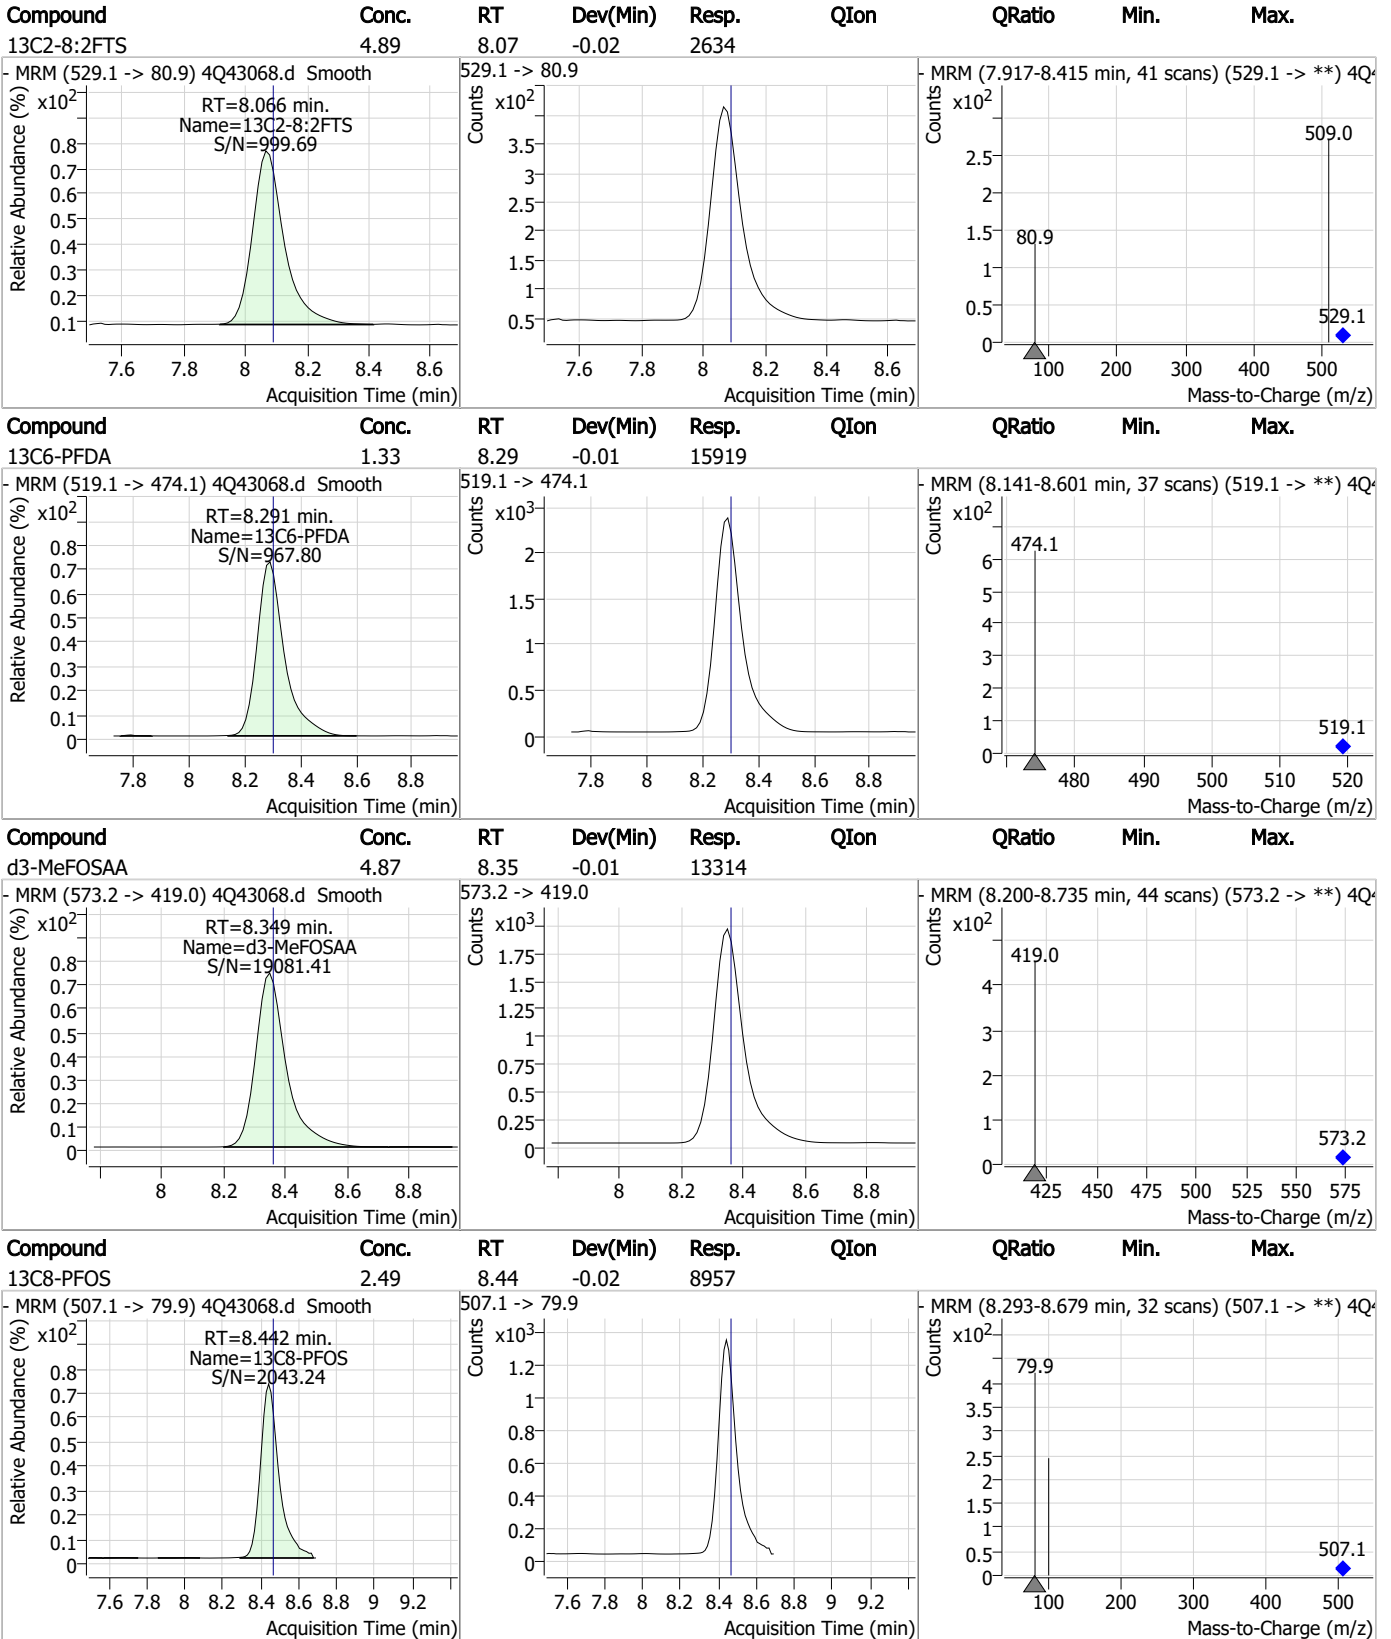 Compound Conc. RT Dev(Min) Resp. QIon QRatio Min. Max.
13C2-8:2FTS 4.89 8.07 -0.02 2634
- MRM (529.1 -> 80.9) 4Q43068.d Smooth
x10²
RT=8.066 min.
Name=13C2-8:2FTS
S/N=999.69
Relative Abundance (%)
0.8
0.7
0.6
0.5
0.4
0.3
0.2
0.1
7.6 7.8 8 8.2 8.4 8.6
Acquisition Time (min)
529.1 -> 80.9
Counts
x10²
3.5
3
2.5
2
1.5
1
0.5
7.6 7.8 8 8.2 8.4 8.6
Acquisition Time (min)
- MRM (7.917-8.415 min, 41 scans) (529.1 -> **) 4Q4
Counts
x10²
509.0
2.5
2
1.5
80.9
1
0.5
529.1
0
100 200 300 400 500
Mass-to-Charge (m/z)
Compound Conc. RT Dev(Min) Resp. QIon QRatio Min. Max.
13C6-PFDA 1.33 8.29 -0.01 15919
- MRM (519.1 -> 474.1) 4Q43068.d Smooth
x10²
RT=8.291 min.
Name=13C6-PFDA
S/N=967.80
Relative Abundance (%)
0.8
0.7
0.6
0.5
0.4
0.3
0.2
0.1
0
7.8 8 8.2 8.4 8.6 8.8
Acquisition Time (min)
519.1 -> 474.1
Counts
x10³
2
1.5
1
0.5
0
7.8 8 8.2 8.4 8.6 8.8
Acquisition Time (min)
- MRM (8.141-8.601 min, 37 scans) (519.1 -> **) 4Q4
Counts
x10²
474.1
6
5
4
3
2
1
519.1
0
480 490 500 510 520
Mass-to-Charge (m/z)
Compound Conc. RT Dev(Min) Resp. QIon QRatio Min. Max.
d3-MeFOSAA 4.87 8.35 -0.01 13314
- MRM (573.2 -> 419.0) 4Q43068.d Smooth
x10²
RT=8.349 min.
Name=d3-MeFOSAA
S/N=19081.41
Relative Abundance (%)
0.8
0.7
0.6
0.5
0.4
0.3
0.2
0.1
0
8 8.2 8.4 8.6 8.8
Acquisition Time (min)
573.2 -> 419.0
Counts
x10³
1.75
1.5
1.25
1
0.75
0.5
0.25
0
8 8.2 8.4 8.6 8.8
Acquisition Time (min)
- MRM (8.200-8.735 min, 44 scans) (573.2 -> **) 4Q4
Counts
x10²
419.0
4
3
2
1
573.2
0
425 450 475 500 525 550 575
Mass-to-Charge (m/z)
Compound Conc. RT Dev(Min) Resp. QIon QRatio Min. Max.
13C8-PFOS 2.49 8.44 -0.02 8957
- MRM (507.1 -> 79.9) 4Q43068.d Smooth
x10²
RT=8.442 min.
Name=13C8-PFOS
S/N=2043.24
Relative Abundance (%)
0.8
0.7
0.6
0.5
0.4
0.3
0.2
0.1
0
7.6 7.8 8 8.2 8.4 8.6 8.8 9 9.2
Acquisition Time (min)
507.1 -> 79.9
Counts
x10³
1.2
1
0.8
0.6
0.4
0.2
0
7.6 7.8 8 8.2 8.4 8.6 8.8 9 9.2
Acquisition Time (min)
- MRM (8.293-8.679 min, 32 scans) (507.1 -> **) 4Q4
Counts
x10²
79.9
4
3.5
3
2.5
2
1.5
1
0.5
507.1
0
100 200 300 400 500
Mass-to-Charge (m/z)